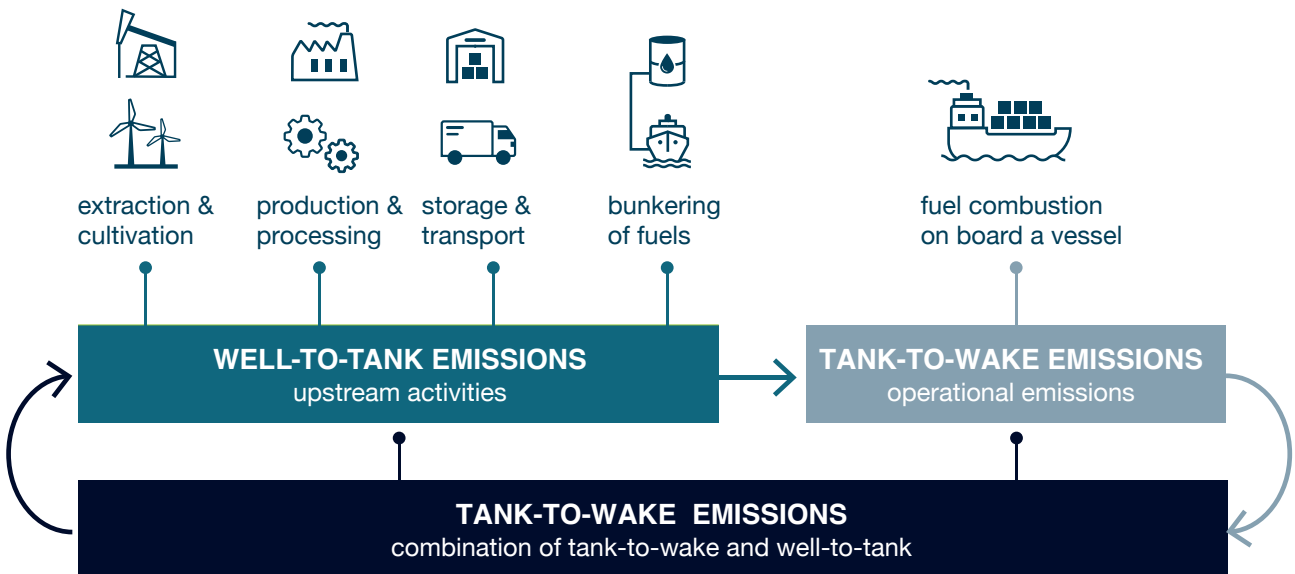 extraction &
cultivation
production &
processing
storage &
transport
bunkering
of fuels
fuel combustion
on board a vessel
WELL-TO-TANK EMISSIONS
upstream activities
TANK-TO-WAKE EMISSIONS
operational emissions
TANK-TO-WAKE EMISSIONS
combination of tank-to-wake and well-to-tank